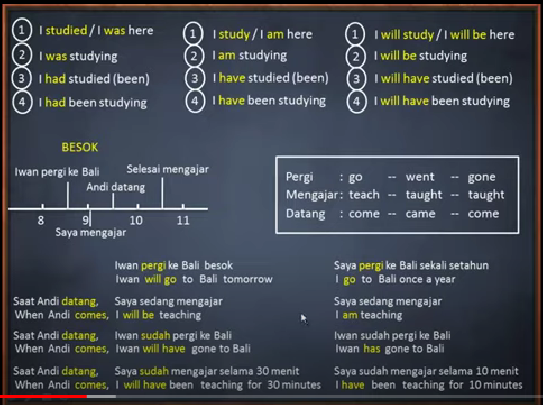 1 I studied / I was here
2 I was studying
3 I had studied (been)
4 I had been studying
1 I study / I am here
2 I am studying
3 I have studied (been)
4 I have been studying
1 I will study / I will be here
2 I will be studying
3 I will have studied (been)
4 I will have been studying
BESOK
Iwan pergi ke Bali
Selesai mengajar
Andi datang
8 9 10 11
Saya mengajar
Pergi : go -- went -- gone
Mengajar : teach -- taught -- taught
Datang : come -- came -- come
Iwan pergi ke Bali besok
Iwan will go to Bali tomorrow
Saya pergi ke Bali sekali setahun
I go to Bali once a year
Saat Andi datang, Saya sedang mengajar
When Andi comes, I will be teaching
Saya sedang mengajar
I am teaching
Saat Andi datang, Iwan sudah pergi ke Bali
When Andi comes, Iwan will have gone to Bali
Iwan sudah pergi ke Bali
Iwan has gone to Bali
Saat Andi datang, Saya sudah mengajar selama 30 menit
When Andi comes, I will have been teaching for 30 minutes
Saya sudah mengajar selama 10 menit
I have been teaching for 10 minutes